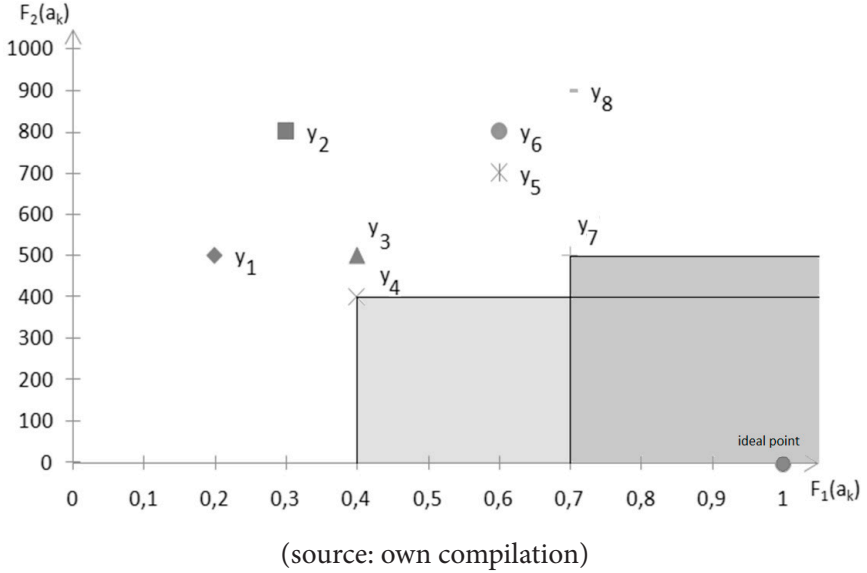 F₂(aₖ)
1000
900
y₈
800
y₂
y₆
700
y₅
600
y₃
y₇
500
y₁
y₄
400
300
200
100
ideal point
0
0 0,1 0,2 0,3 0,4 0,5 0,6 0,7 0,8 0,9 1
F₁(aₖ)
(source: own compilation)